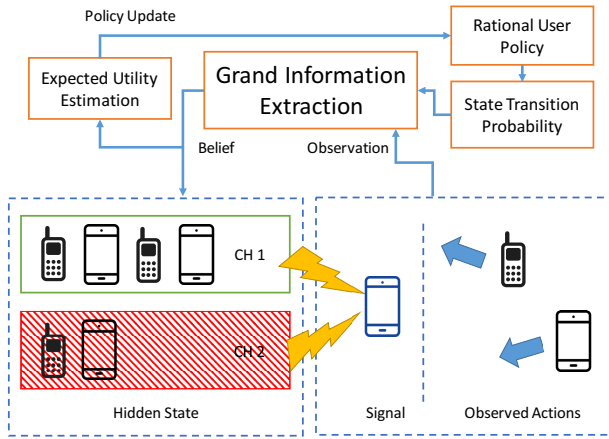 Policy Update
Rational User
Policy
Expected Utility
Estimation
Grand Information
Extraction
State Transition
Probability
Belief
Observation
CH 1
CH 2
Hidden State
Signal
Observed Actions